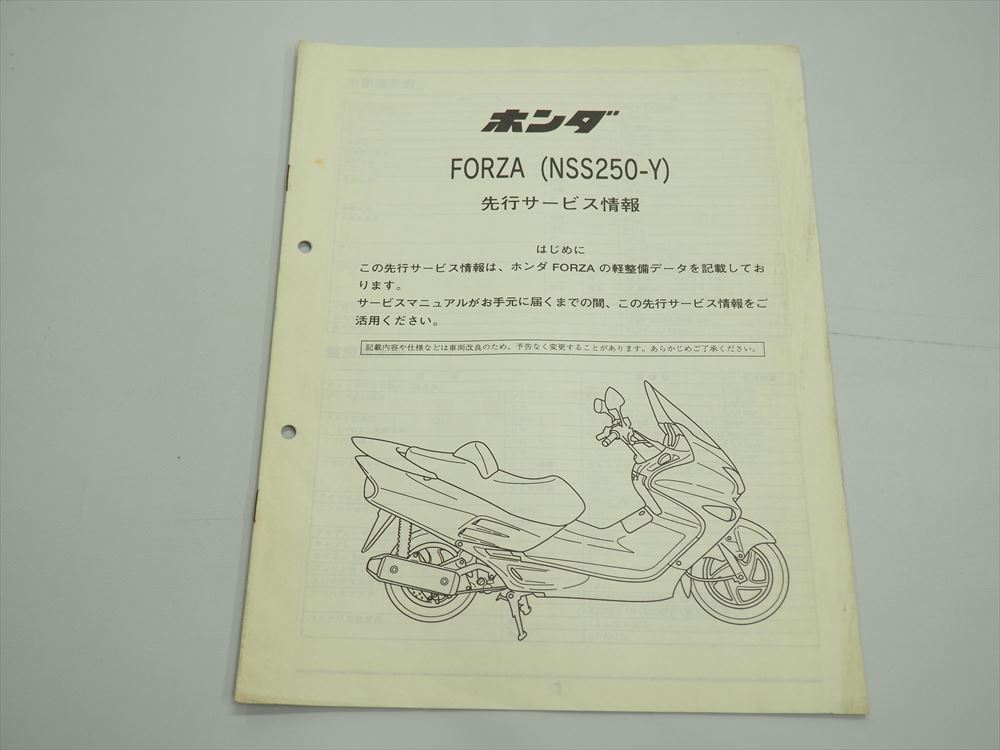 ホンダ
FORZA (NSS250-Y)
先行サービス情報
はじめに
この先行サービス情報は、ホンダ FORZA の軽整備データを記載してお
ります。
サービスマニュアルがお手元に届くまでの間、この先行サービス情報をご
活用ください。
記載内容や仕様などは車両改良のため、予告なく変更することがあります。あらかじめご了承ください。